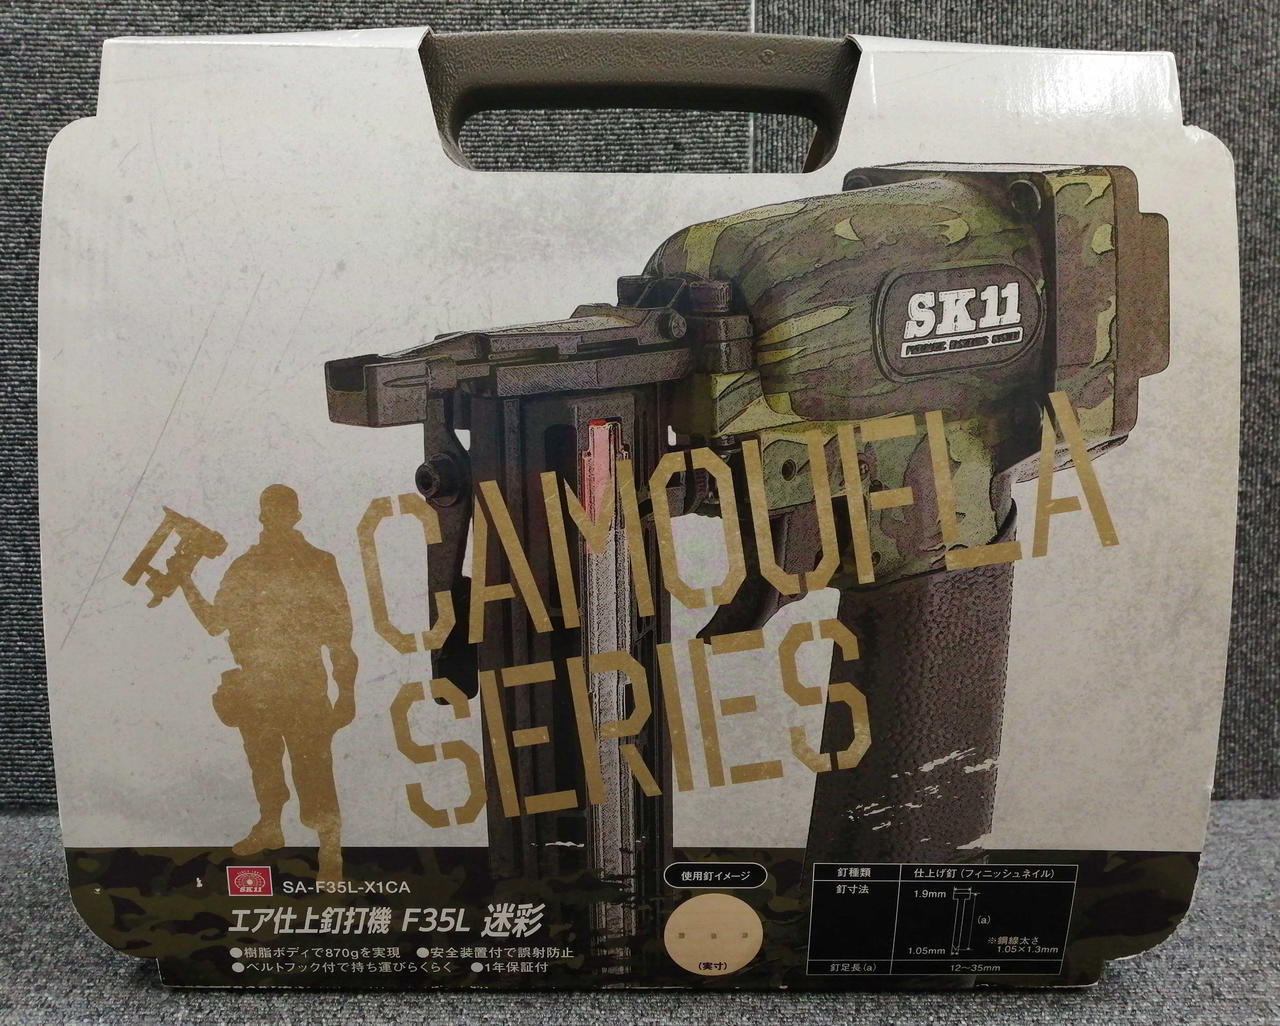 SK11
PNEUMATIC FASTENERS SYSTEM
CAMOUFLA
SERIES
SK11
SA-F35L-X1CA
エア仕上釘打機 F35L 迷彩
●樹脂ボディで870gを実現 ●安全装置付で誤射防止
●ベルトフック付で持ち運びらくらく ●1年保証付
使用釘イメージ
(実寸)
釘種類 仕上げ釘(フィニッシュネイル)
釘寸法 1.9mm
(a)
※鋼線太さ
1.05mm 1.05×1.3mm
釘足長(a) 12〜35mm